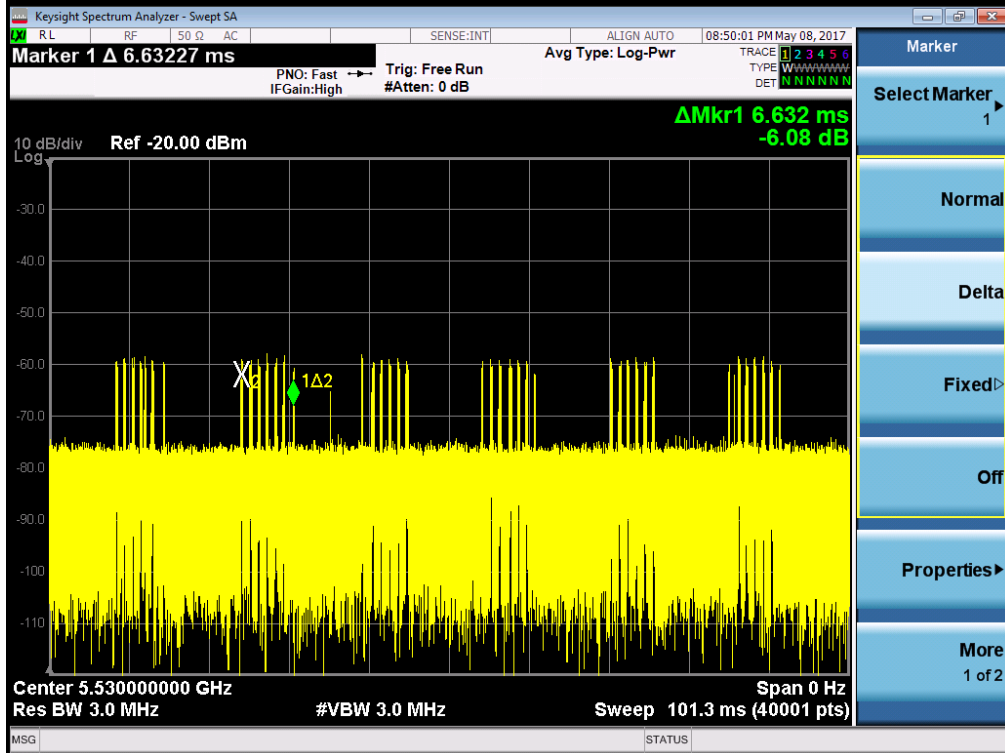 Keysight Spectrum Analyzer - Swept SA
LXI RL RF 50 Ω AC SENSE:INT ALIGN AUTO 08:50:01 PM May 08, 2017
Marker 1 Δ 6.63227 ms
PNO: Fast
IFGain:High
Trig: Free Run
#Atten: 0 dB
Avg Type: Log-Pwr
TRACE 1 2 3 4 5 6
TYPE WWWWWW
DET N N N N N N
ΔMkr1 6.632 ms
-6.08 dB
10 dB/div Ref -20.00 dBm
Log
-30.0
-40.0
-50.0
-60.0
X2 1Δ2
-70.0
-80.0
-90.0
-100
-110
Center 5.530000000 GHz Span 0 Hz
Res BW 3.0 MHz #VBW 3.0 MHz Sweep 101.3 ms (40001 pts)
MSG STATUS
Marker
Select Marker
1
Normal
Delta
Fixed
Off
Properties
More
1 of 2